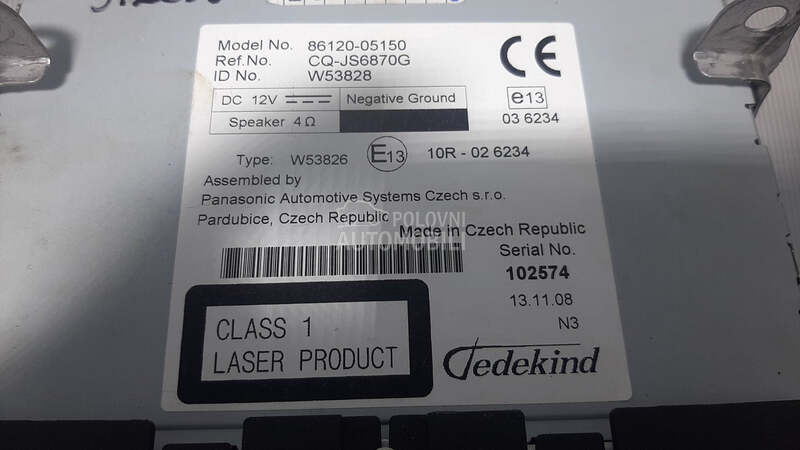 Model No. 86120-05150
Ref.No. CQ-JS6870G
ID No. W53828
CE
DC 12V Negative Ground
Speaker 4Ω
e13
03 6234
Type: W53826 E13 10R - 02 6234
Assembled by
Panasonic Automotive Systems Czech s.r.o.
Pardubice, Czech Republic
POLOVNI
AUTOMOBILI
Made in Czech Republic
Serial No.
102574
13.11.08
N3
CLASS 1
LASER PRODUCT
Tedekind